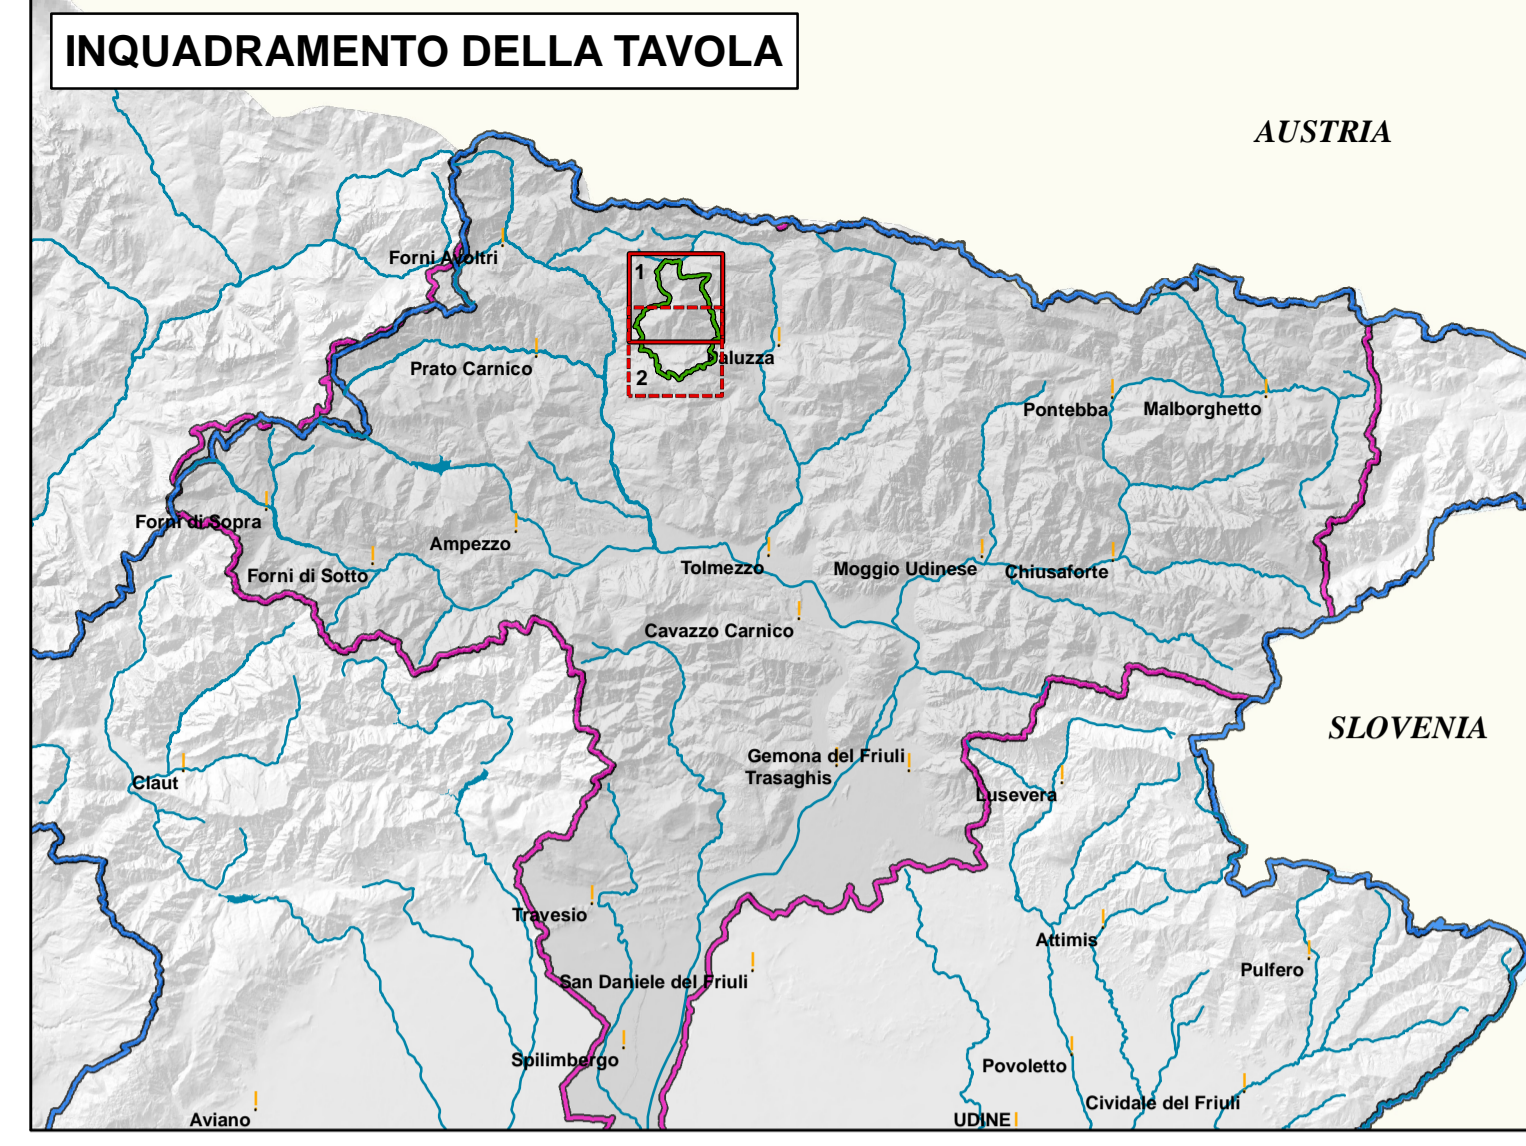 INQUADRAMENTO DELLA TAVOLA
AUSTRIA
Forni Avoltri
1
aluzza
Prato Carnico
2
Pontebba
Malborghetto
Forni di Sopra
Ampezzo
Forni di Sotto
Tolmezzo
Moggio Udinese
Chiusaforte
Cavazzo Carnico
SLOVENIA
Gemona del Friuli
Trasaghis
Claut
Lusevera
Travesio
Attimis
Pulfero
San Daniele del Friuli
Spilimbergo
Povoletto
Cividale del Friuli
Aviano
UDINE